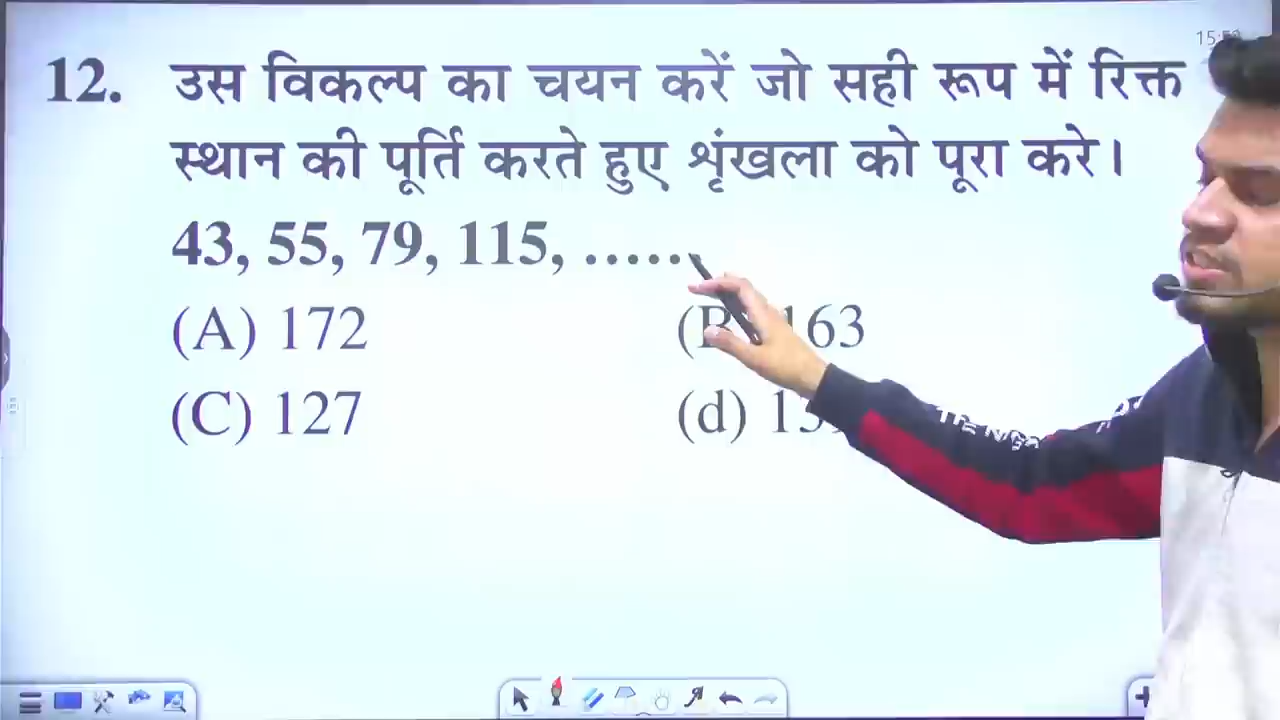 12. उस विकल्प का चयन करें जो सही रूप में रिक्त
स्थान की पूर्ति करते हुए शृंखला को पूरा करे।
43, 55, 79, 115, ......
(A) 172
163
(C) 127
(d)